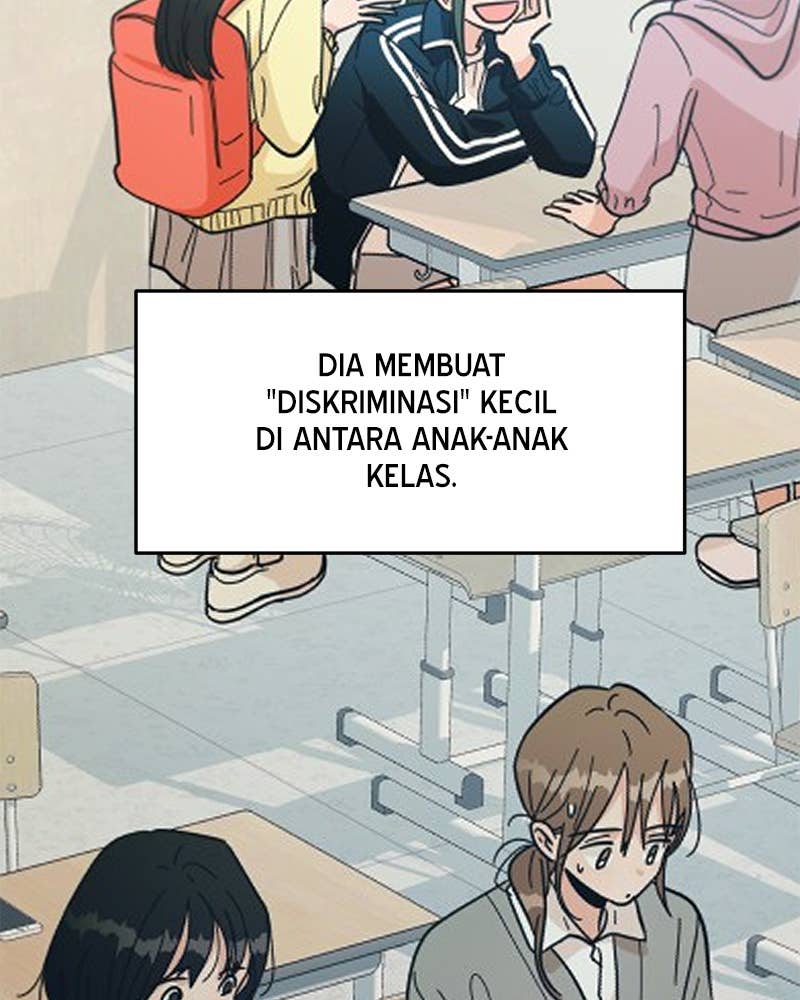 DIA MEMBUAT
"DISKRIMINASI" KECIL
DI ANTARA ANAK-ANAK
KELAS.